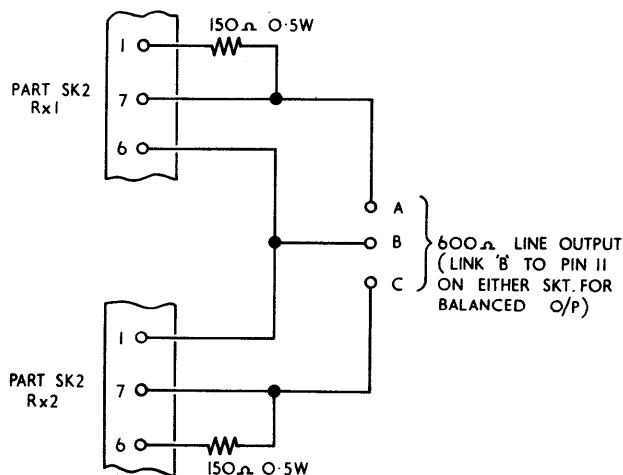 150Ω 0·5W
1
PART SK2
Rx1
7
6
A
B
C
600Ω LINE OUTPUT
(LINK 'B' TO PIN 11
ON EITHER SKT. FOR
BALANCED O/P)
1
PART SK2
Rx2
7
6
150Ω 0·5W